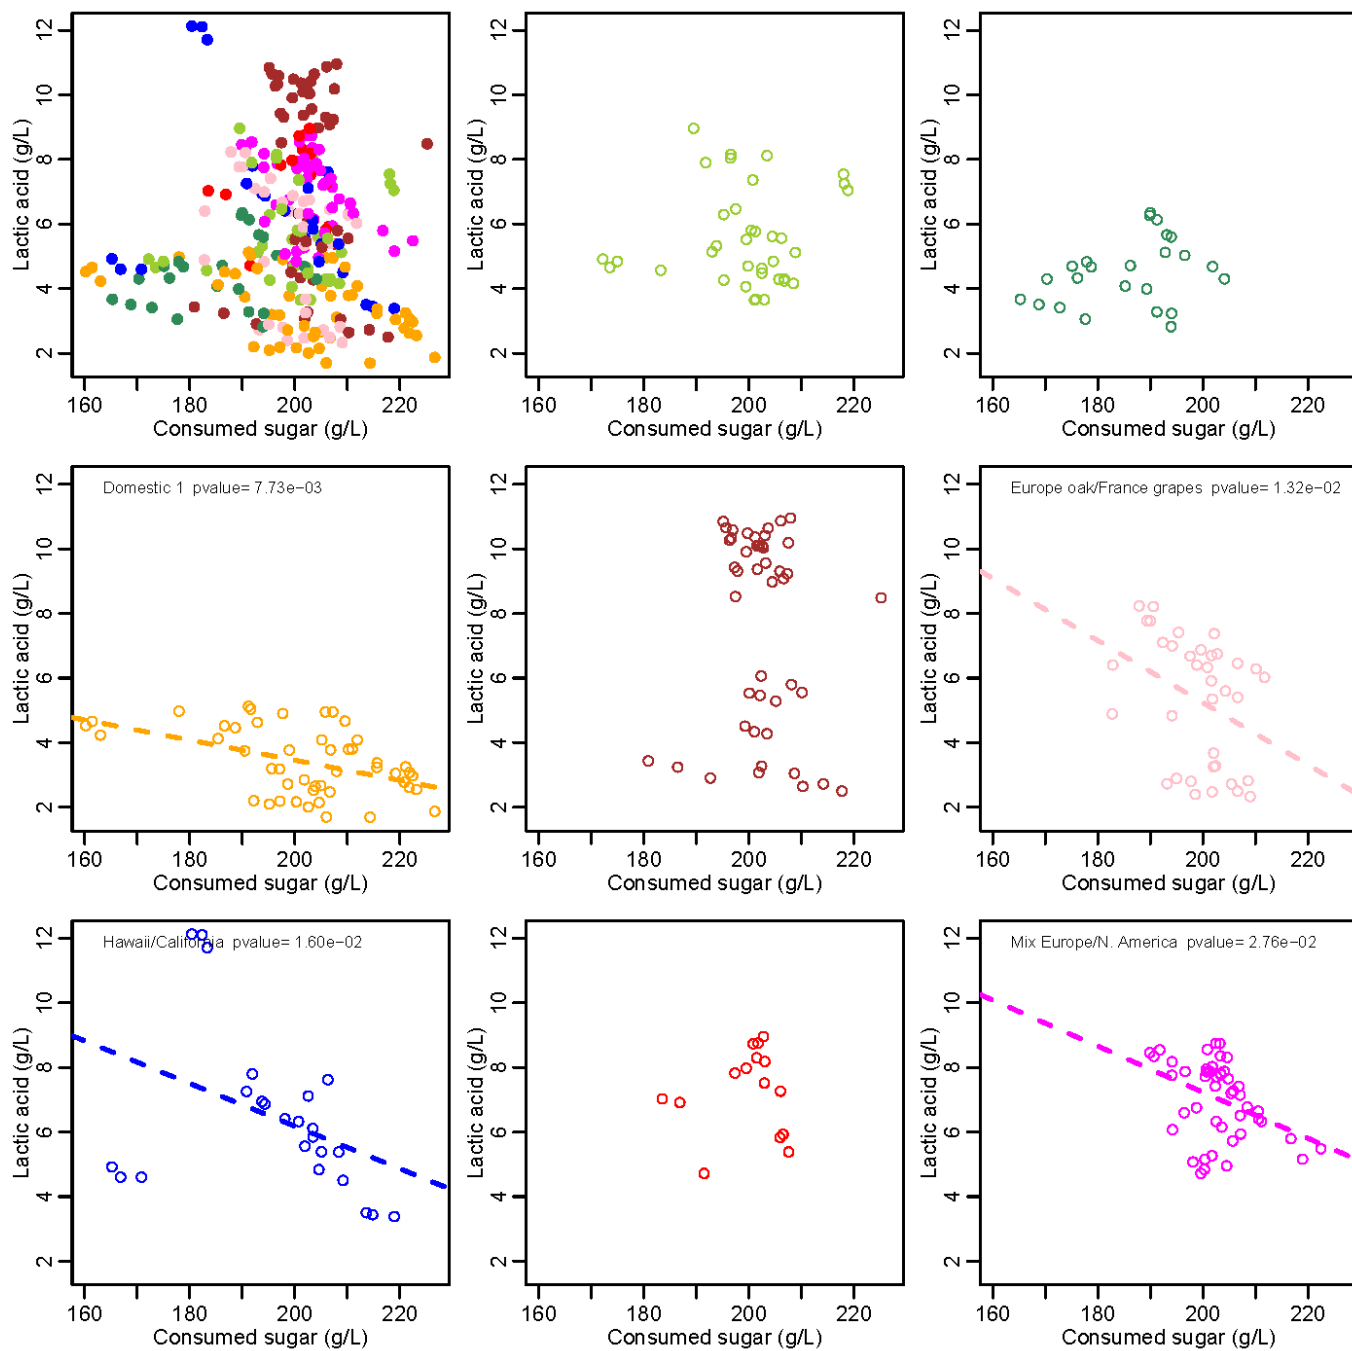 12
10
8
6
4
2
Lactic acid (g/L)
160 180 200 220
Consumed sugar (g/L)
12
10
8
6
4
2
Lactic acid (g/L)
160 180 200 220
Consumed sugar (g/L)
12
10
8
6
4
2
Lactic acid (g/L)
160 180 200 220
Consumed sugar (g/L)
Domestic 1 pvalue= 7.73e−03
12
10
8
6
4
2
Lactic acid (g/L)
160 180 200 220
Consumed sugar (g/L)
12
10
8
6
4
2
Lactic acid (g/L)
160 180 200 220
Consumed sugar (g/L)
Europe oak/France grapes pvalue= 1.32e−02
12
10
8
6
4
2
Lactic acid (g/L)
160 180 200 220
Consumed sugar (g/L)
Hawaii/California pvalue= 1.60e−02
12
10
8
6
4
2
Lactic acid (g/L)
160 180 200 220
Consumed sugar (g/L)
12
10
8
6
4
2
Lactic acid (g/L)
160 180 200 220
Consumed sugar (g/L)
Mix Europe/N. America pvalue= 2.76e−02
12
10
8
6
4
2
Lactic acid (g/L)
160 180 200 220
Consumed sugar (g/L)